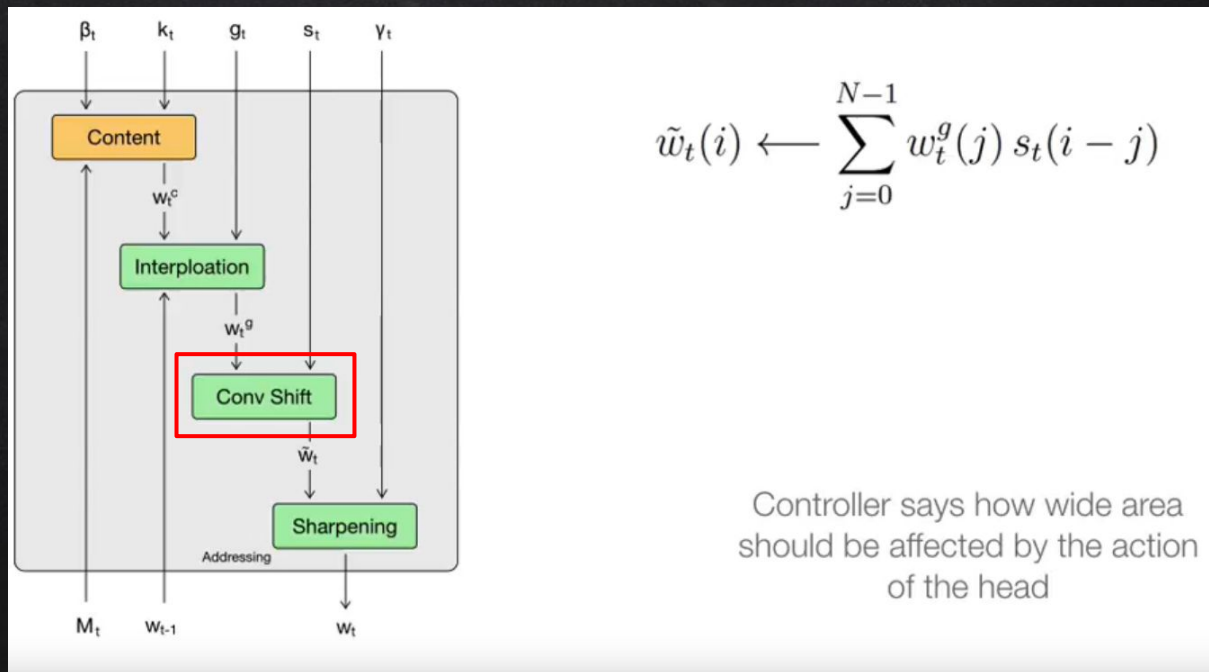 βₜ kₜ gₜ sₜ γₜ
Content
wₜᶜ
Interploation
wₜᵍ
Conv Shift
w̃ₜ
Sharpening
Addressing
Mₜ wₜ₋₁ wₜ
w̃ₜ(i) ⟵ ∑_{j=0}^{N−1} wₜᵍ(j) sₜ(i − j)
Controller says how wide area
should be affected by the action
of the head